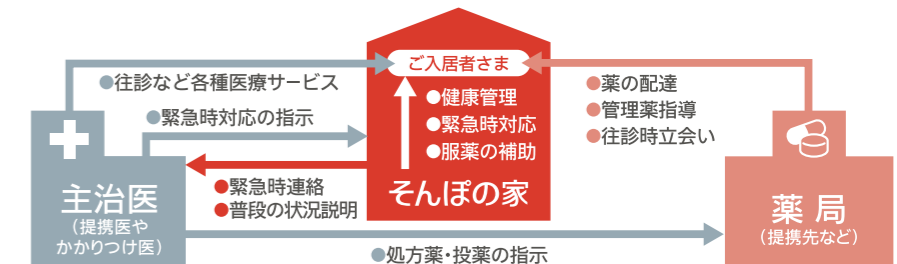 ご入居者さま
●健康管理
●緊急時対応
●服薬の補助
そんぽの家
●往診など各種医療サービス
●緊急時対応の指示
主治医
（提携医や
かかりつけ医）
●緊急時連絡
●普段の状況説明
●薬の配達
●管理薬指導
●往診時立会い
薬局
（提携先など）
●処方薬・投薬の指示